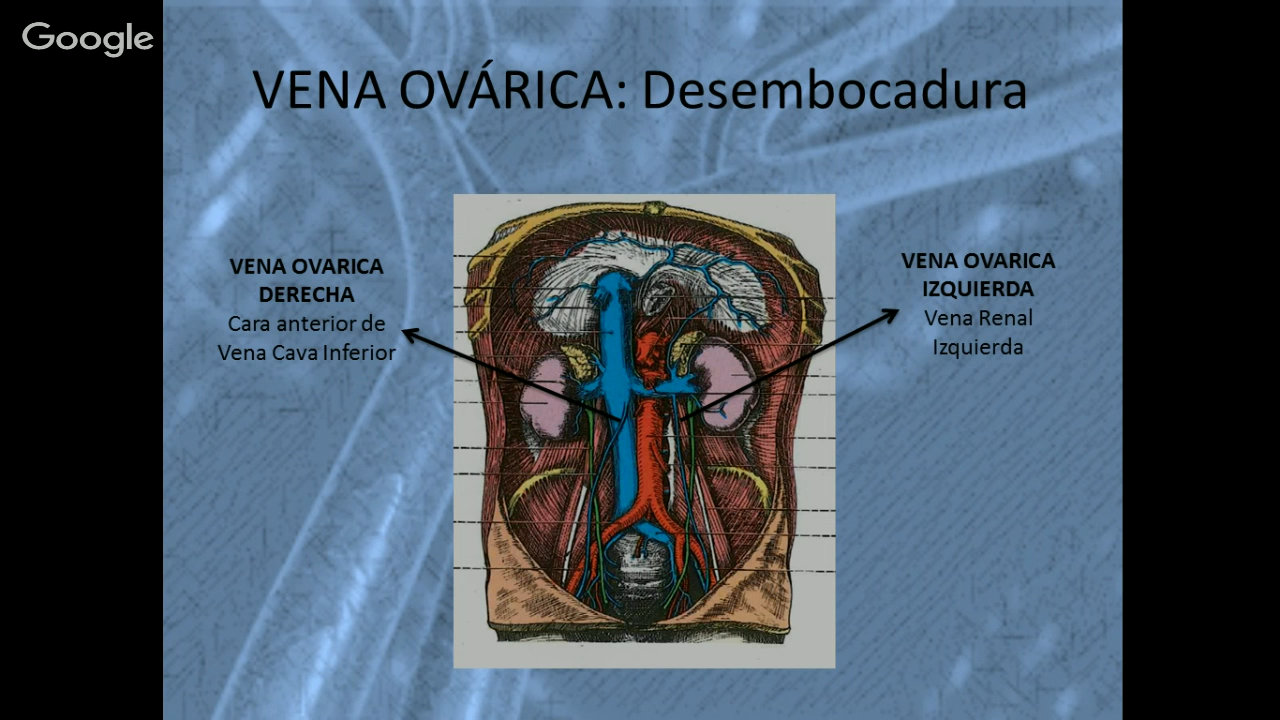 Google
VENA OVÁRICA: Desembocadura
VENA OVARICA
DERECHA
Cara anterior de
Vena Cava Inferior
VENA OVARICA
IZQUIERDA
Vena Renal
Izquierda